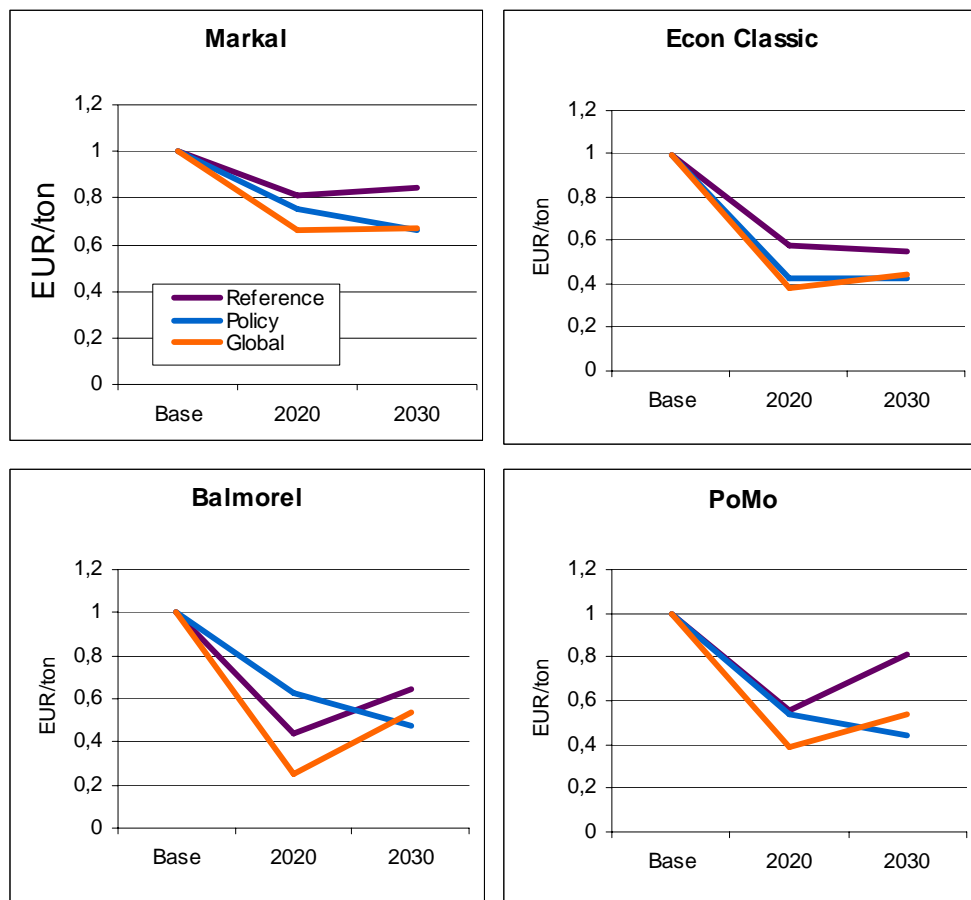 Markal
EUR/ton
1,2
1
0,8
0,6
0,4
0,2
0
Reference
Policy
Global
Base 2020 2030
Econ Classic
EUR/ton
1,2
1
0,8
0,6
0,4
0,2
0
Base 2020 2030
Balmorel
EUR/ton
1,2
1
0,8
0,6
0,4
0,2
0
Base 2020 2030
PoMo
EUR/ton
1,2
1
0,8
0,6
0,4
0,2
0
Base 2020 2030